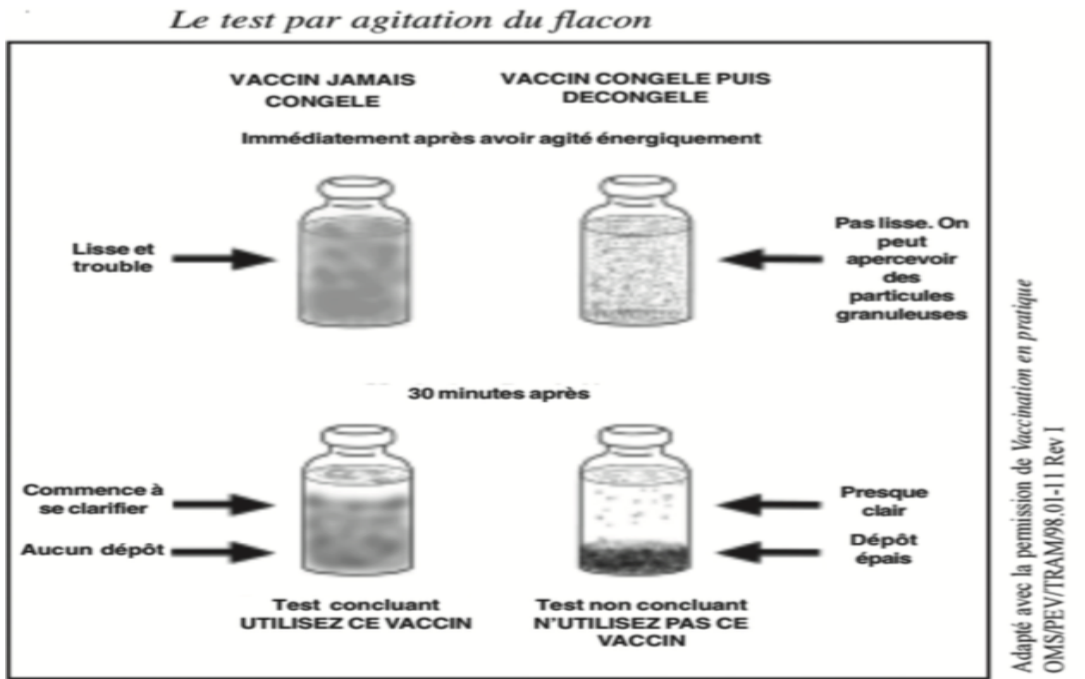 Le test par agitation du flacon
VACCIN JAMAIS
CONGELE
VACCIN CONGELE PUIS
DECONGELE
Immédiatement après avoir agité énergiquement
Lisse et
trouble
Pas lisse. On
peut
apercevoir
des
particules
granuleuses
30 minutes après
Commence à
se clarifier
Aucun dépôt
Presque
clair
Dépôt
épais
Test concluant
UTILISEZ CE VACCIN
Test non concluant
N'UTILISEZ PAS CE
VACCIN
Adapté avec la permission de Vaccination en pratique
OMS/PEV/TRAM/98.01-11 Rev I